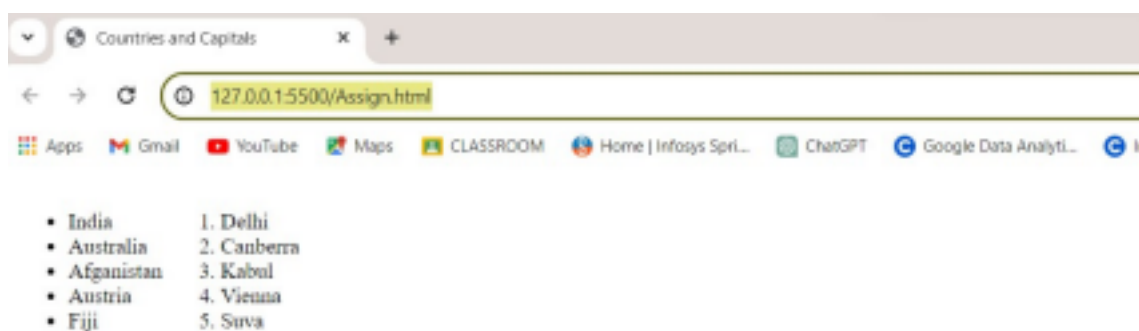 Countries and Capitals
127.0.0.1:5500/Assign.html
Apps Gmail YouTube Maps CLASSROOM Home | Infosys Spri... ChatGPT Google Data Analyti...
• India 1. Delhi
• Australia 2. Canberra
• Afganistan 3. Kabul
• Austria 4. Vienna
• Fiji 5. Suva